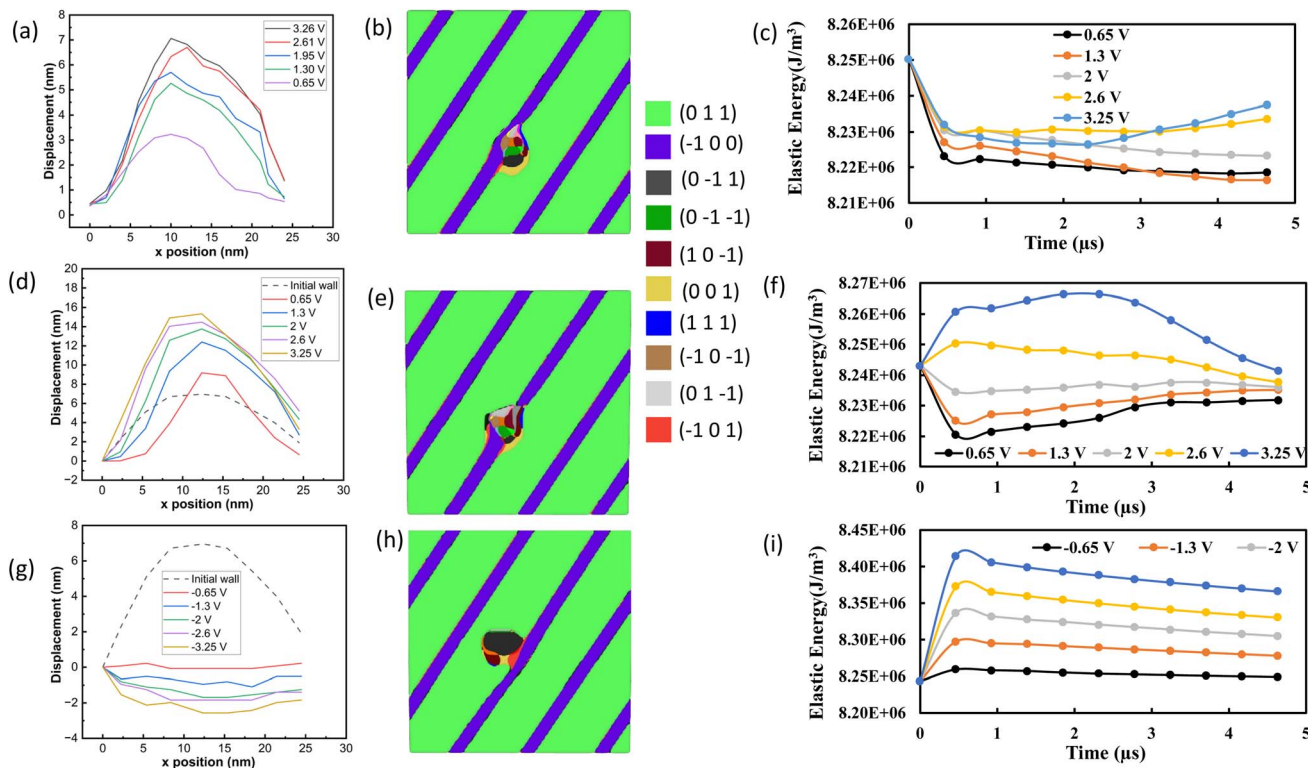 (a)
Displacement (nm)
8
7
6
5
4
3
2
1
0
0 5 10 15 20 25 30
x position (nm)
3.26 V
2.61 V
1.95 V
1.30 V
0.65 V
(b)
(0 1 1)
(-1 0 0)
(0 -1 1)
(0 -1 -1)
(1 0 -1)
(0 0 1)
(1 1 1)
(-1 0 -1)
(0 1 -1)
(-1 0 1)
(c)
Elastic Energy(J/m³)
8.26E+06
8.25E+06
8.24E+06
8.23E+06
8.22E+06
8.21E+06
0 1 2 3 4 5
Time (µs)
0.65 V
1.3 V
2 V
2.6 V
3.25 V
(d)
Displacement (nm)
20
18
16
14
12
10
8
6
4
2
0
−2
0 5 10 15 20 25 30
x position (nm)
Initial wall
0.65 V
1.3 V
2 V
2.6 V
3.25 V
(e)
(f)
Elastic Energy(J/m³)
8.27E+06
8.26E+06
8.25E+06
8.24E+06
8.23E+06
8.22E+06
8.21E+06
0.65 V 1.3 V 2 V 2.6 V 3.25 V
0 1 2 3 4 5
Time (µs)
(g)
Displacement (nm)
8
6
4
2
0
−2
−4
0 5 10 15 20 25 30
x position (nm)
Initial wall
-0.65 V
-1.3 V
-2 V
-2.6 V
-3.25 V
(h)
(i)
Elastic Energy(J/m³)
8.45E+06
8.40E+06
8.35E+06
8.30E+06
8.25E+06
8.20E+06
-0.65 V -1.3 V -2 V
0 1 2 3 4 5
Time (µs)